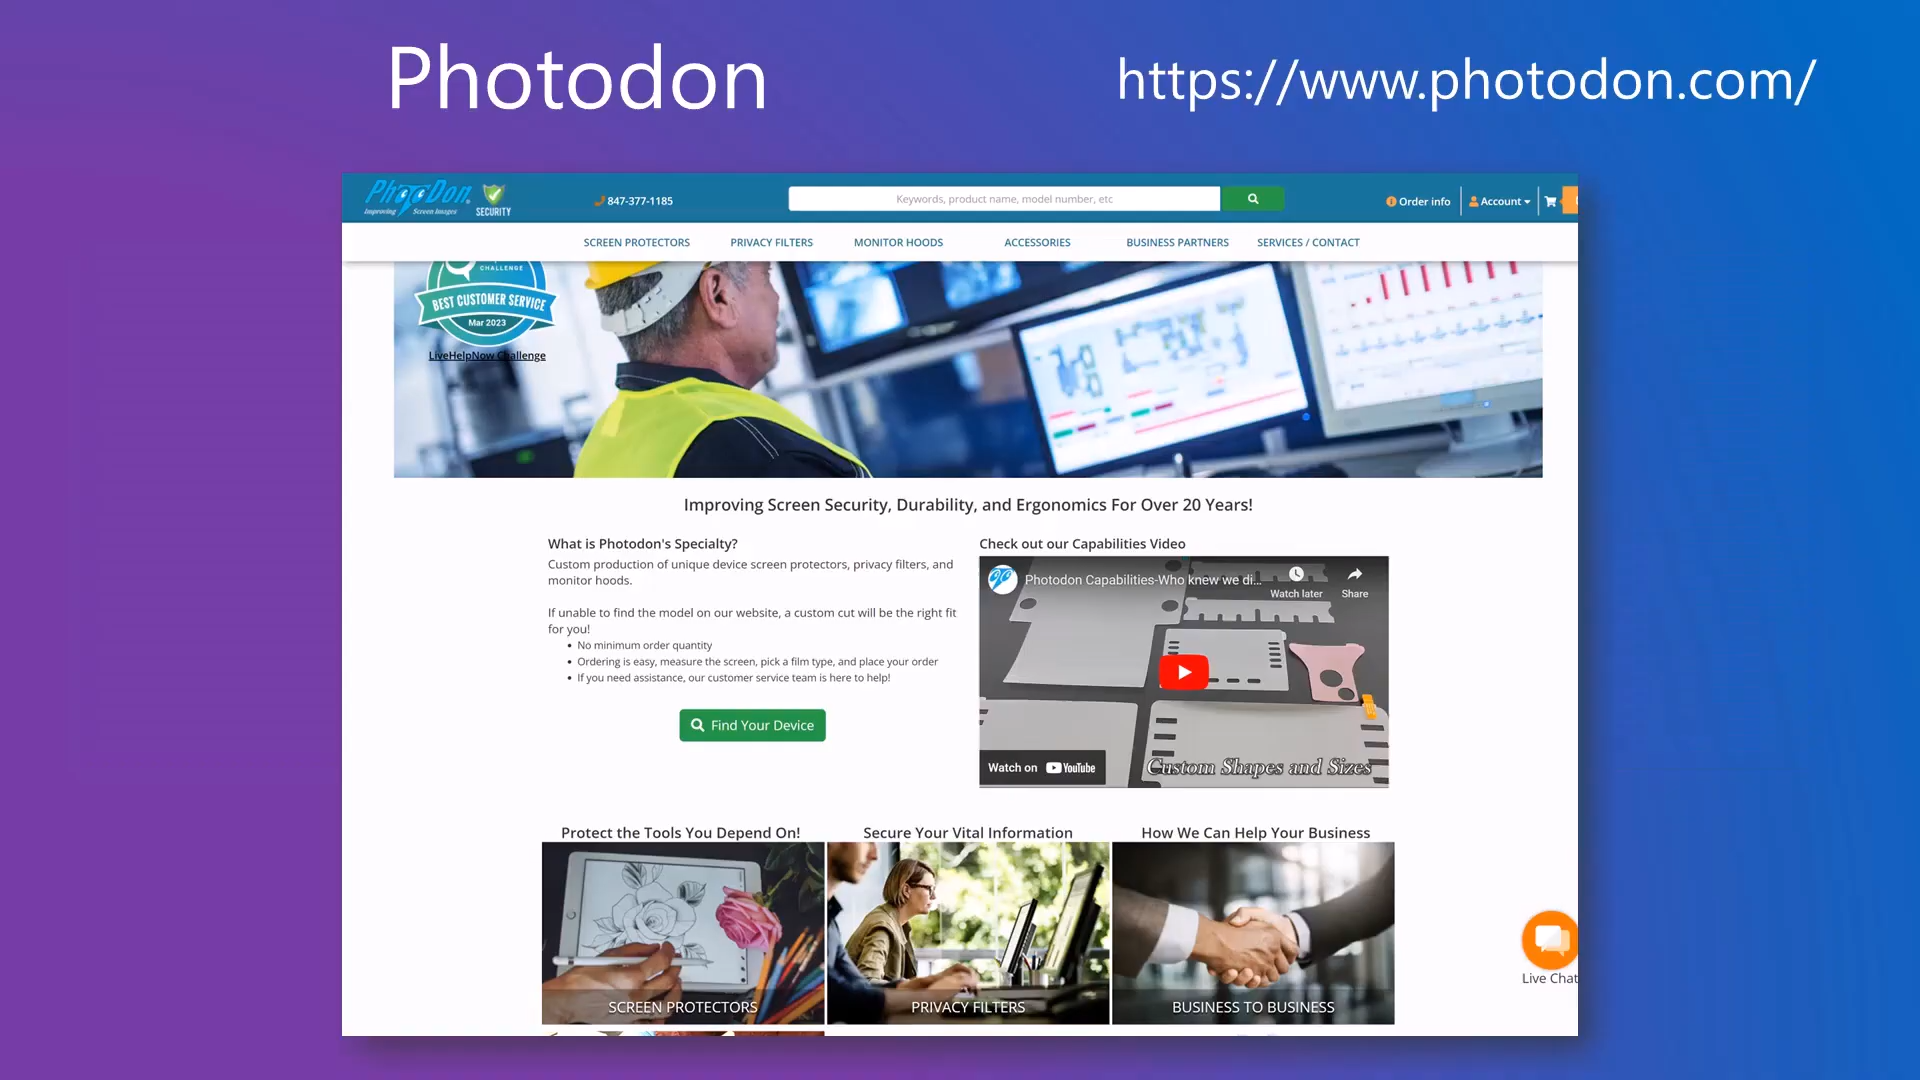 Photodon
https://www.photodon.com/
PhotoDon®
Improving Screen Images
SECURITY
847-377-1185
Keywords, product name, model number, etc
Order info
Account
SCREEN PROTECTORS
PRIVACY FILTERS
MONITOR HOODS
ACCESSORIES
BUSINESS PARTNERS
SERVICES / CONTACT
CHALLENGE
BEST CUSTOMER SERVICE
Mar 2023
LiveHelpNow Challenge
Improving Screen Security, Durability, and Ergonomics For Over 20 Years!
What is Photodon's Specialty?
Custom production of unique device screen protectors, privacy filters, and
monitor hoods.
If unable to find the model on our website, a custom cut will be the right fit
for you!
• No minimum order quantity
• Ordering is easy, measure the screen, pick a film type, and place your order
• If you need assistance, our customer service team is here to help!
Find Your Device
Check out our Capabilities Video
Photodon Capabilities-Who knew we di...
Watch later
Share
Watch on YouTube
Custom Shapes and Sizes
Protect the Tools You Depend On!
Secure Your Vital Information
How We Can Help Your Business
SCREEN PROTECTORS
PRIVACY FILTERS
BUSINESS TO BUSINESS
Live Chat